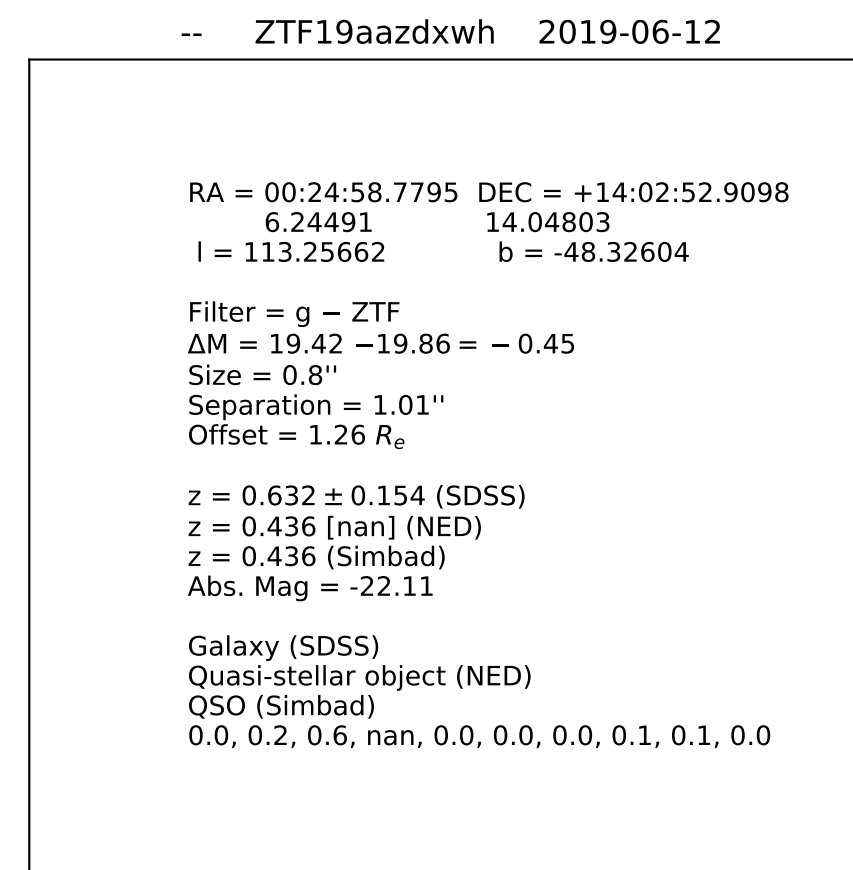 -- ZTF19aazdxwh 2019-06-12
RA = 00:24:58.7795 DEC = +14:02:52.9098
6.24491 14.04803
l = 113.25662 b = -48.32604
Filter = g − ZTF
ΔM = 19.42 −19.86 = − 0.45
Size = 0.8''
Separation = 1.01''
Offset = 1.26 Rₑ
z = 0.632 ± 0.154 (SDSS)
z = 0.436 [nan] (NED)
z = 0.436 (Simbad)
Abs. Mag = -22.11
Galaxy (SDSS)
Quasi-stellar object (NED)
QSO (Simbad)
0.0, 0.2, 0.6, nan, 0.0, 0.0, 0.0, 0.1, 0.1, 0.0